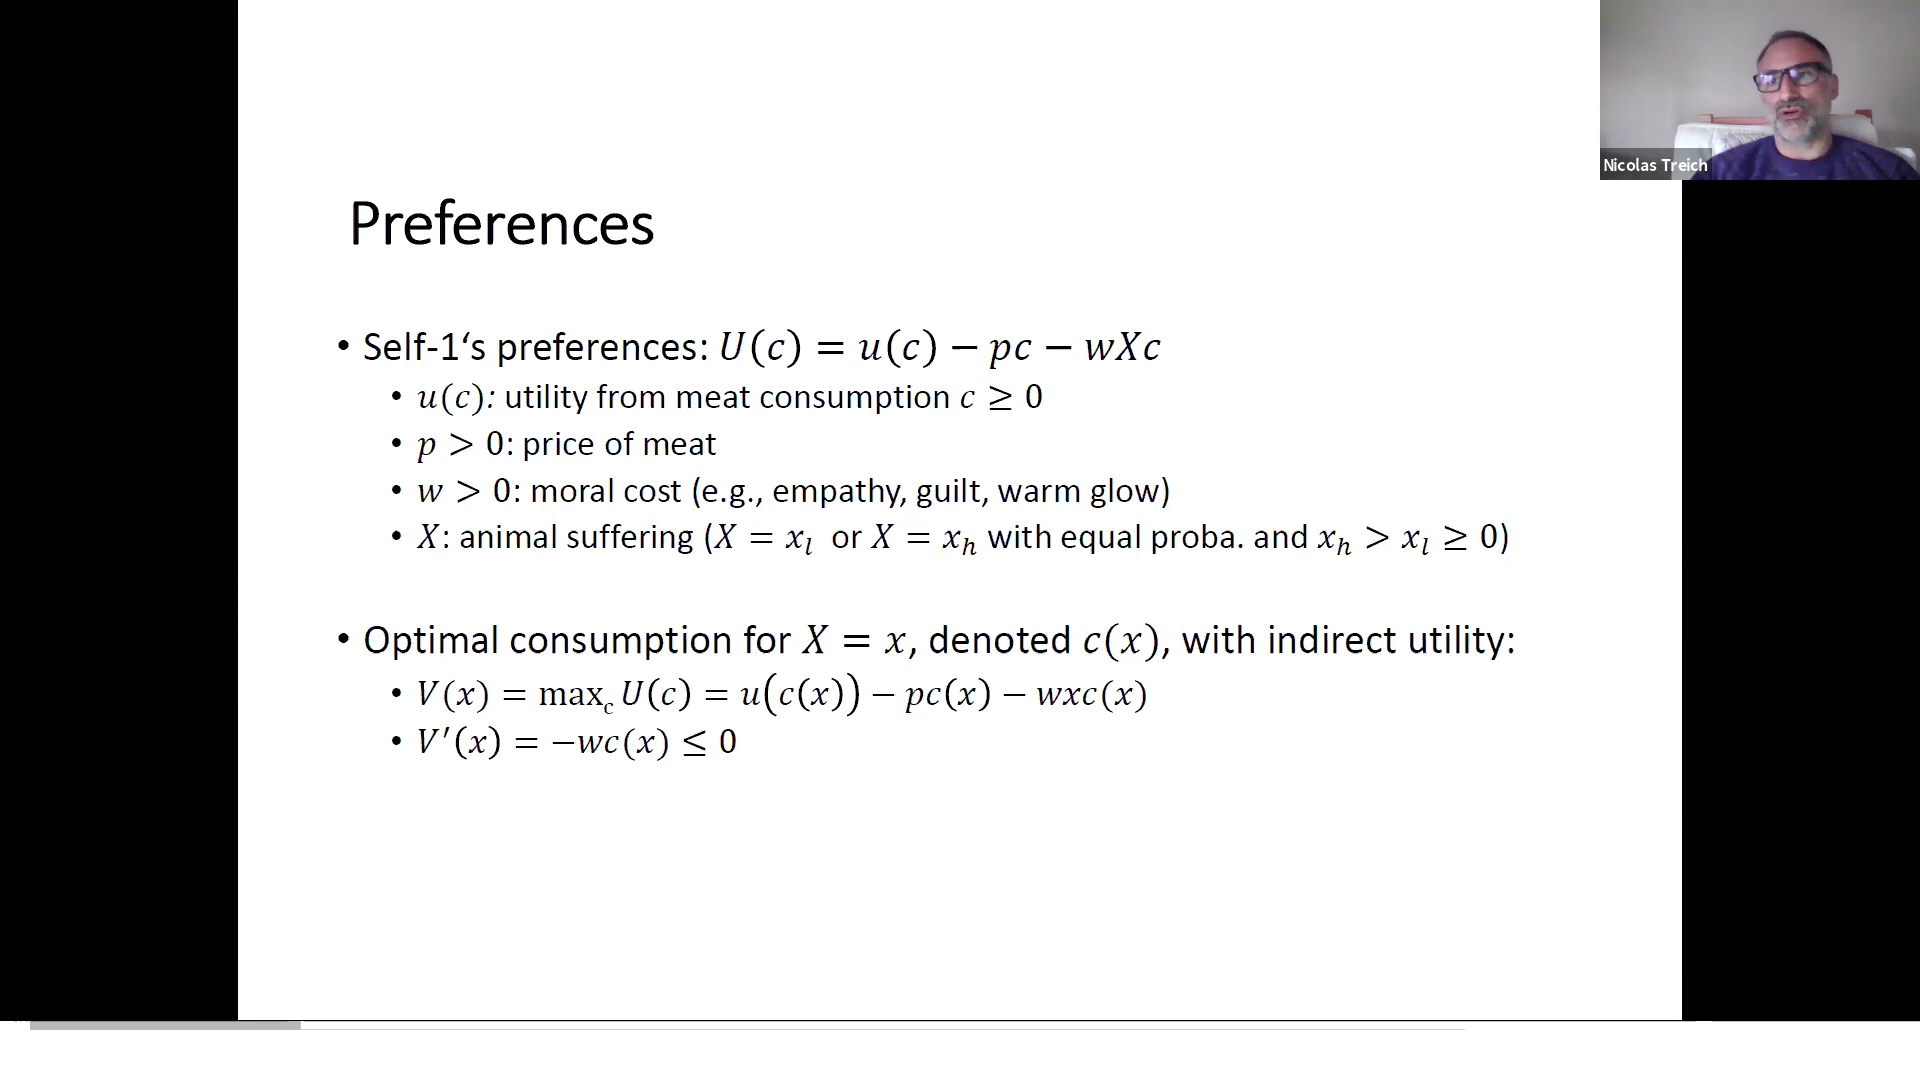 Nicolas Treich
Preferences
• Self-1‘s preferences: U(c) = u(c) − pc − wXc
• u(c): utility from meat consumption c ≥ 0
• p > 0: price of meat
• w > 0: moral cost (e.g., empathy, guilt, warm glow)
• X: animal suffering (X = x_l or X = x_h with equal proba. and x_h > x_l ≥ 0)
• Optimal consumption for X = x, denoted c(x), with indirect utility:
• V(x) = max_c U(c) = u(c(x)) − pc(x) − wxc(x)
• V′(x) = −wc(x) ≤ 0